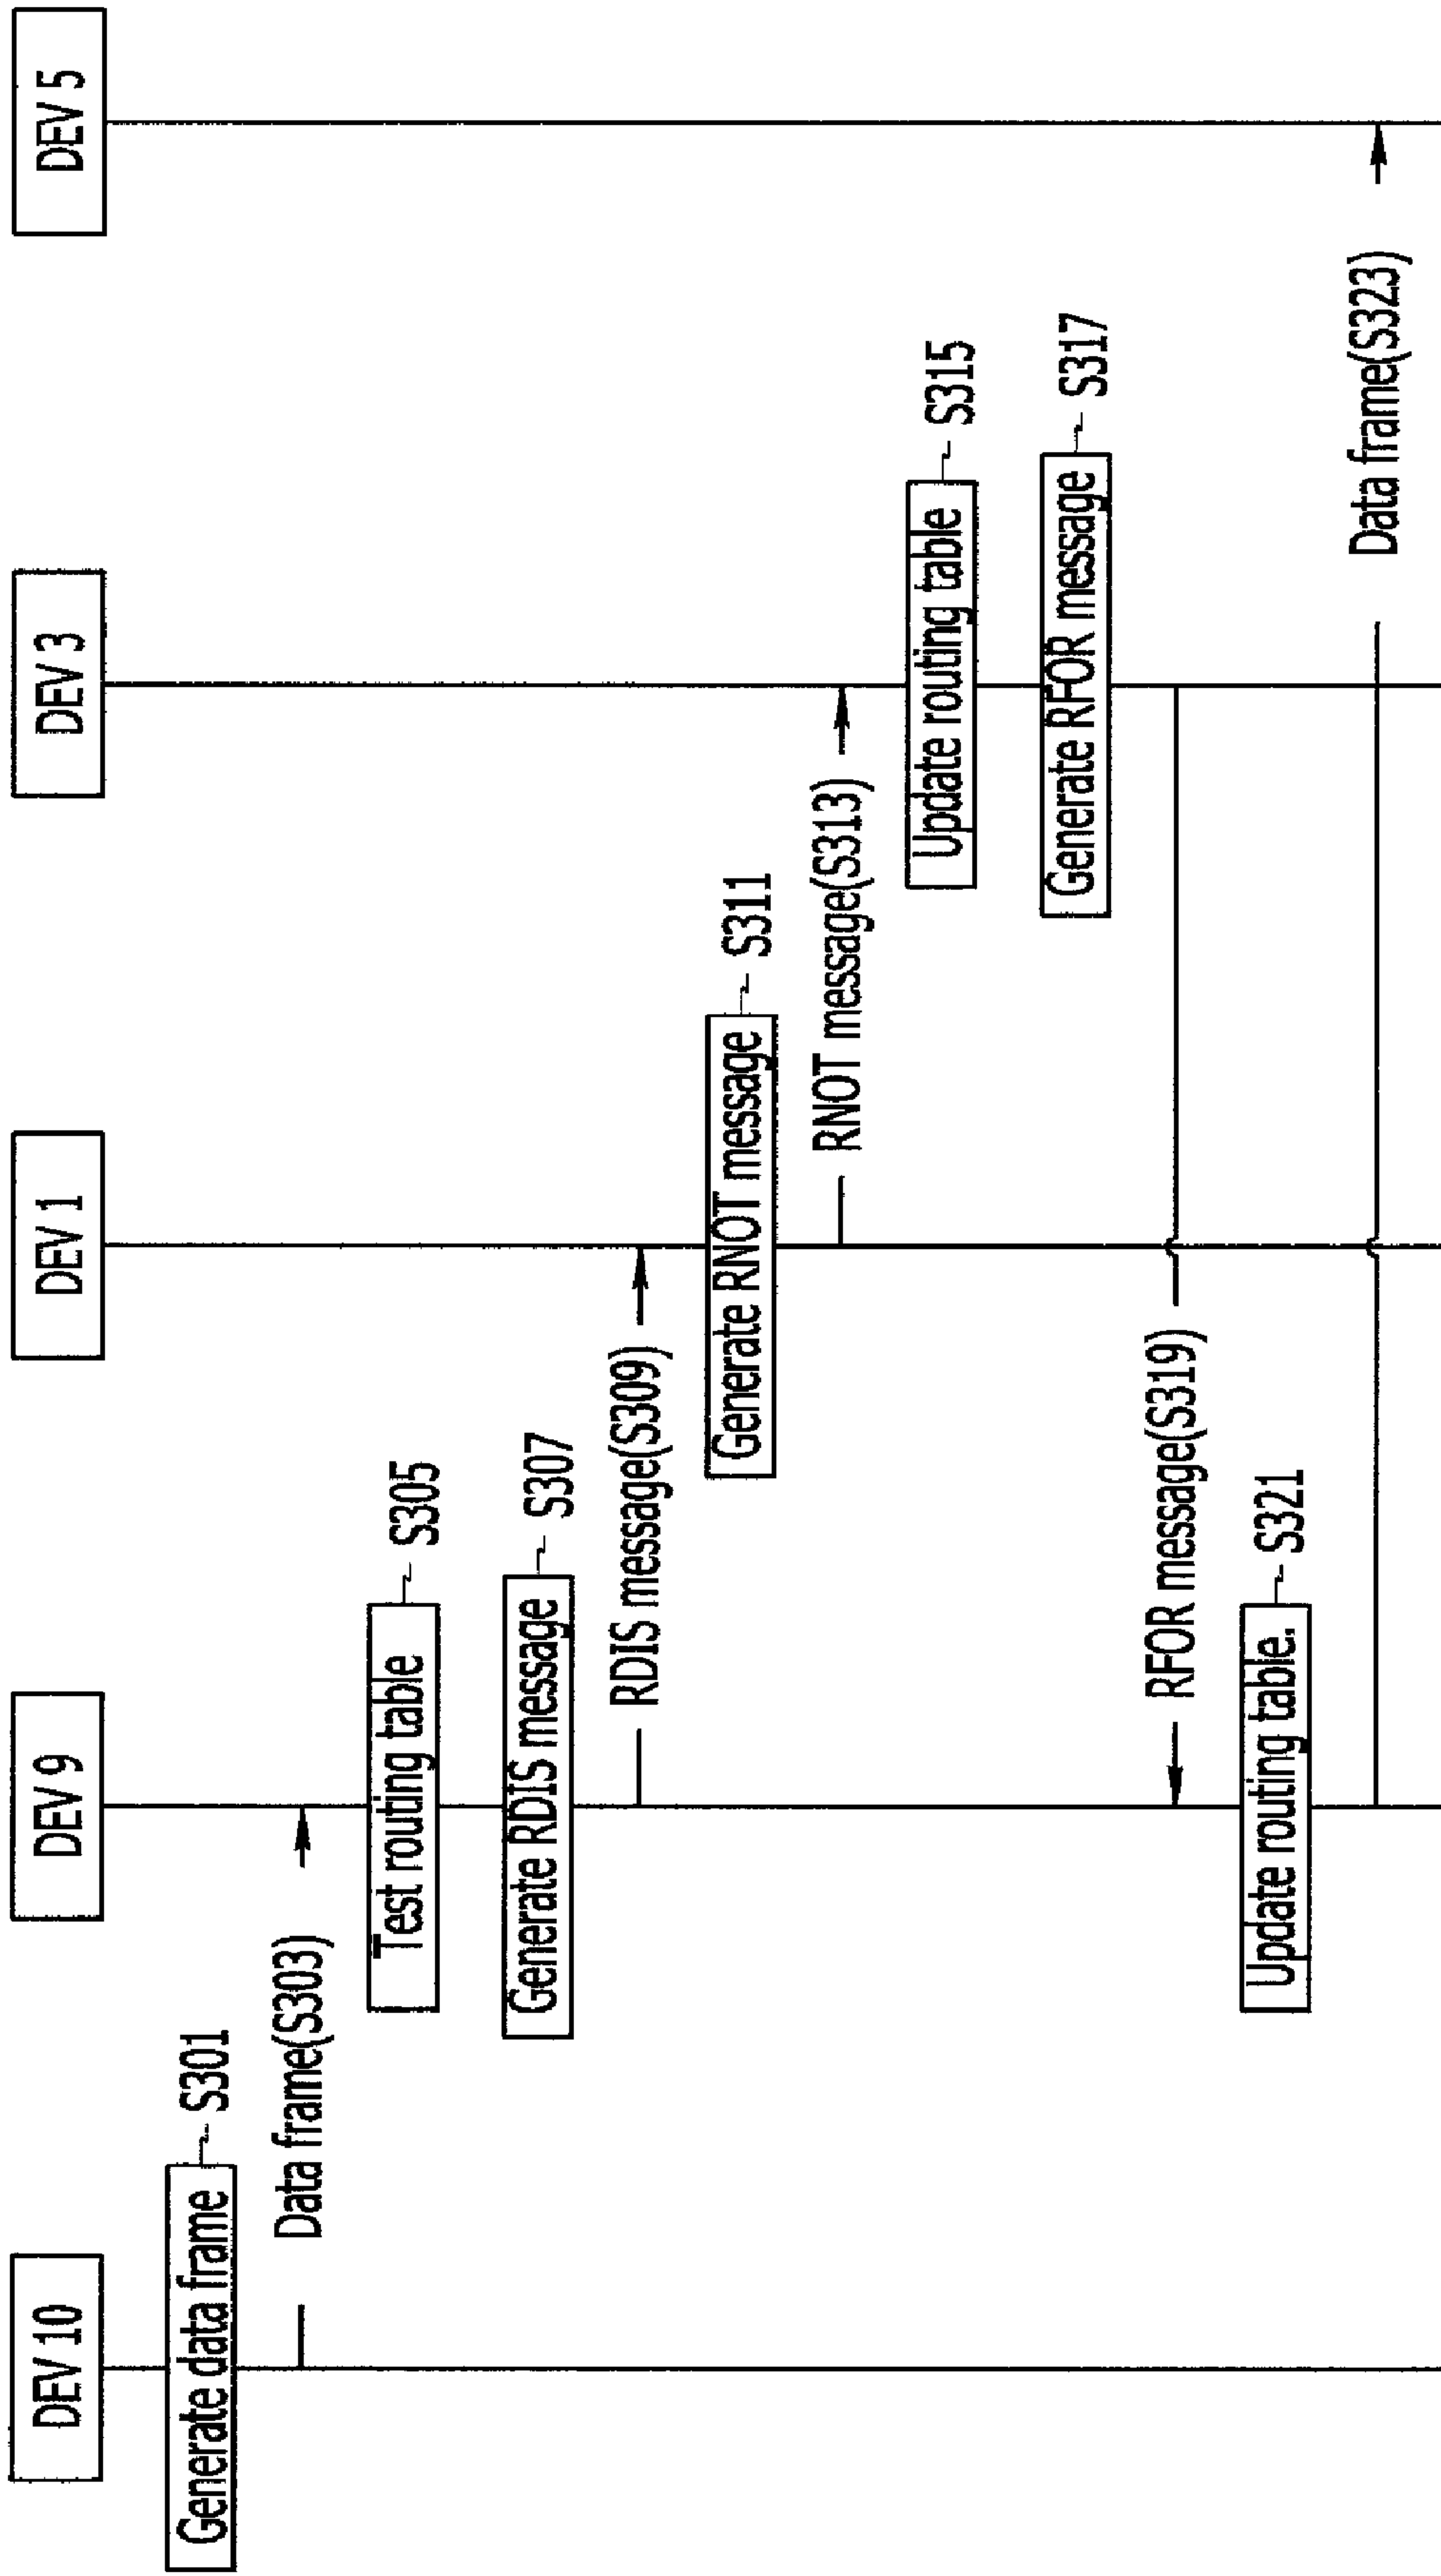 DEV 10
DEV 9
DEV 1
DEV 3
DEV 5
Generate data frame
S301
Data frame(S303)
Test routing table
S305
Generate RDIS message
S307
RDIS message(S309)
Generate RNOT message
S311
RNOT message(S313)
Update routing table
S315
Generate RFOR message
S317
RFOR message(S319)
Update routing table.
S321
Data frame(S323)